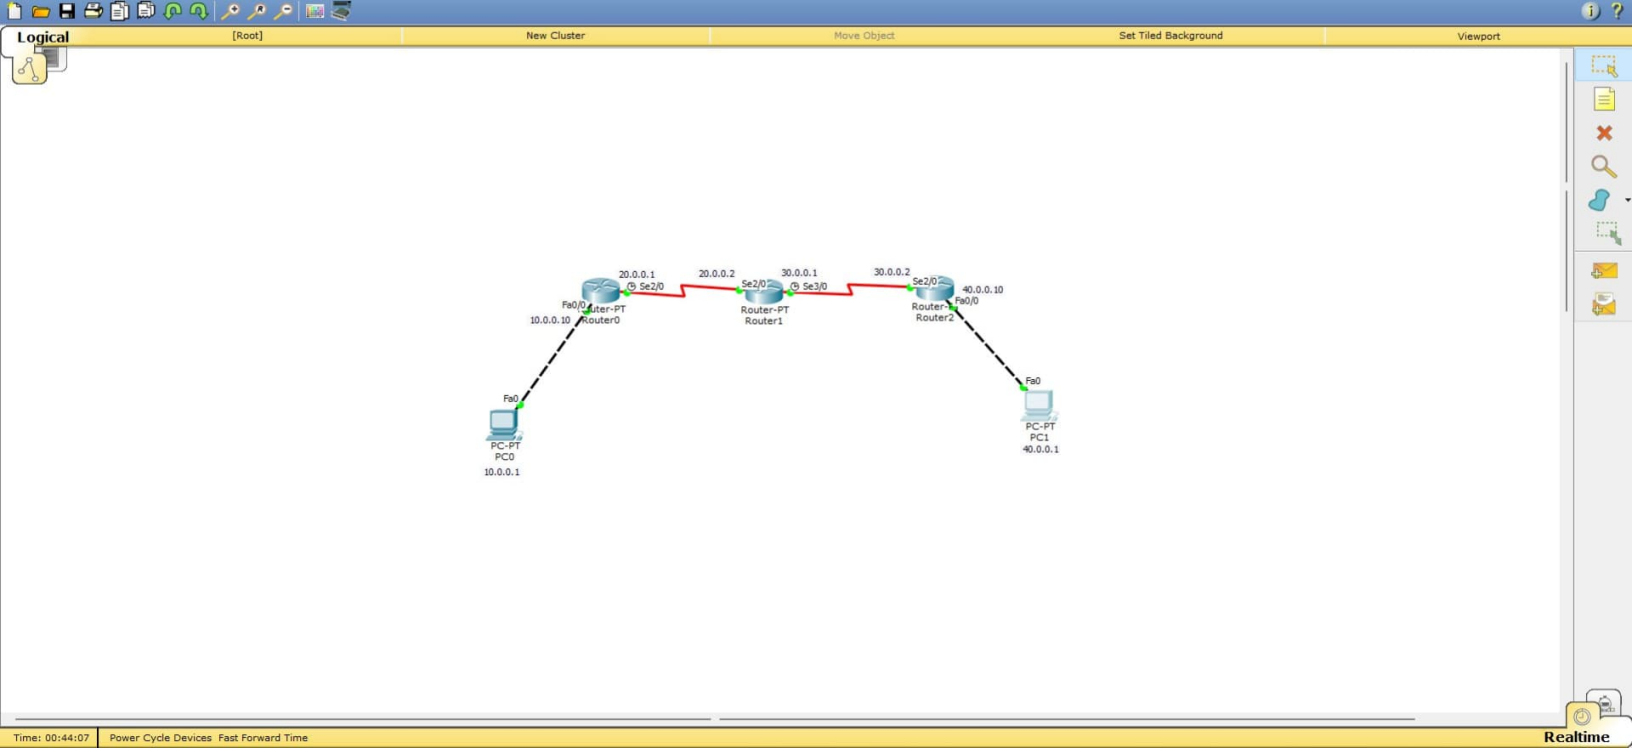 Logical
[Root]
New Cluster
Move Object
Set Tiled Background
Viewport
20.0.0.1
20.0.0.2
30.0.0.1
30.0.0.2
Se2/0
Se2/0
Se3/0
Se2/0
40.0.0.10
Fa0/0
Fa0/0
10.0.0.10
uter-PT
Router0
Router-PT
Router1
Router-
Router2
Fa0
PC-PT
PC0
10.0.0.1
Fa0
PC-PT
PC1
40.0.0.1
Time: 00:44:07
Power Cycle Devices Fast Forward Time
Realtime